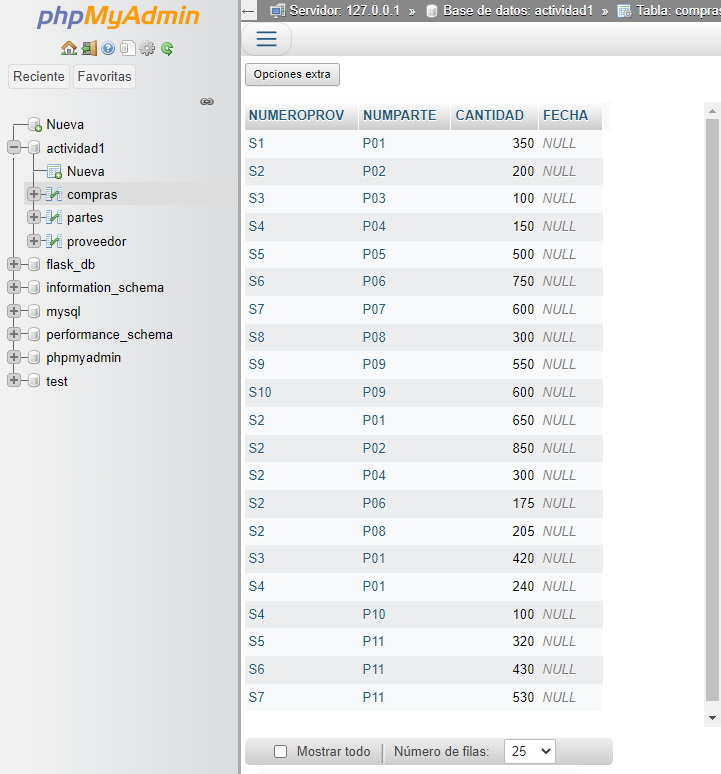 phpMyAdmin
Reciente Favoritas
Nueva
actividad1
Nueva
compras
partes
proveedor
flask_db
information_schema
mysql
performance_schema
phpmyadmin
test
Servidor: 127.0.0.1 » Base de datos: actividad1 » Tabla: compras
Opciones extra
NUMEROPROV NUMPARTE CANTIDAD FECHA
S1 P01 350 NULL
S2 P02 200 NULL
S3 P03 100 NULL
S4 P04 150 NULL
S5 P05 500 NULL
S6 P06 750 NULL
S7 P07 600 NULL
S8 P08 300 NULL
S9 P09 550 NULL
S10 P09 600 NULL
S2 P01 650 NULL
S2 P02 850 NULL
S2 P04 300 NULL
S2 P06 175 NULL
S2 P08 205 NULL
S3 P01 420 NULL
S4 P01 240 NULL
S4 P10 100 NULL
S5 P11 320 NULL
S6 P11 430 NULL
S7 P11 530 NULL
Mostrar todo Número de filas: 25